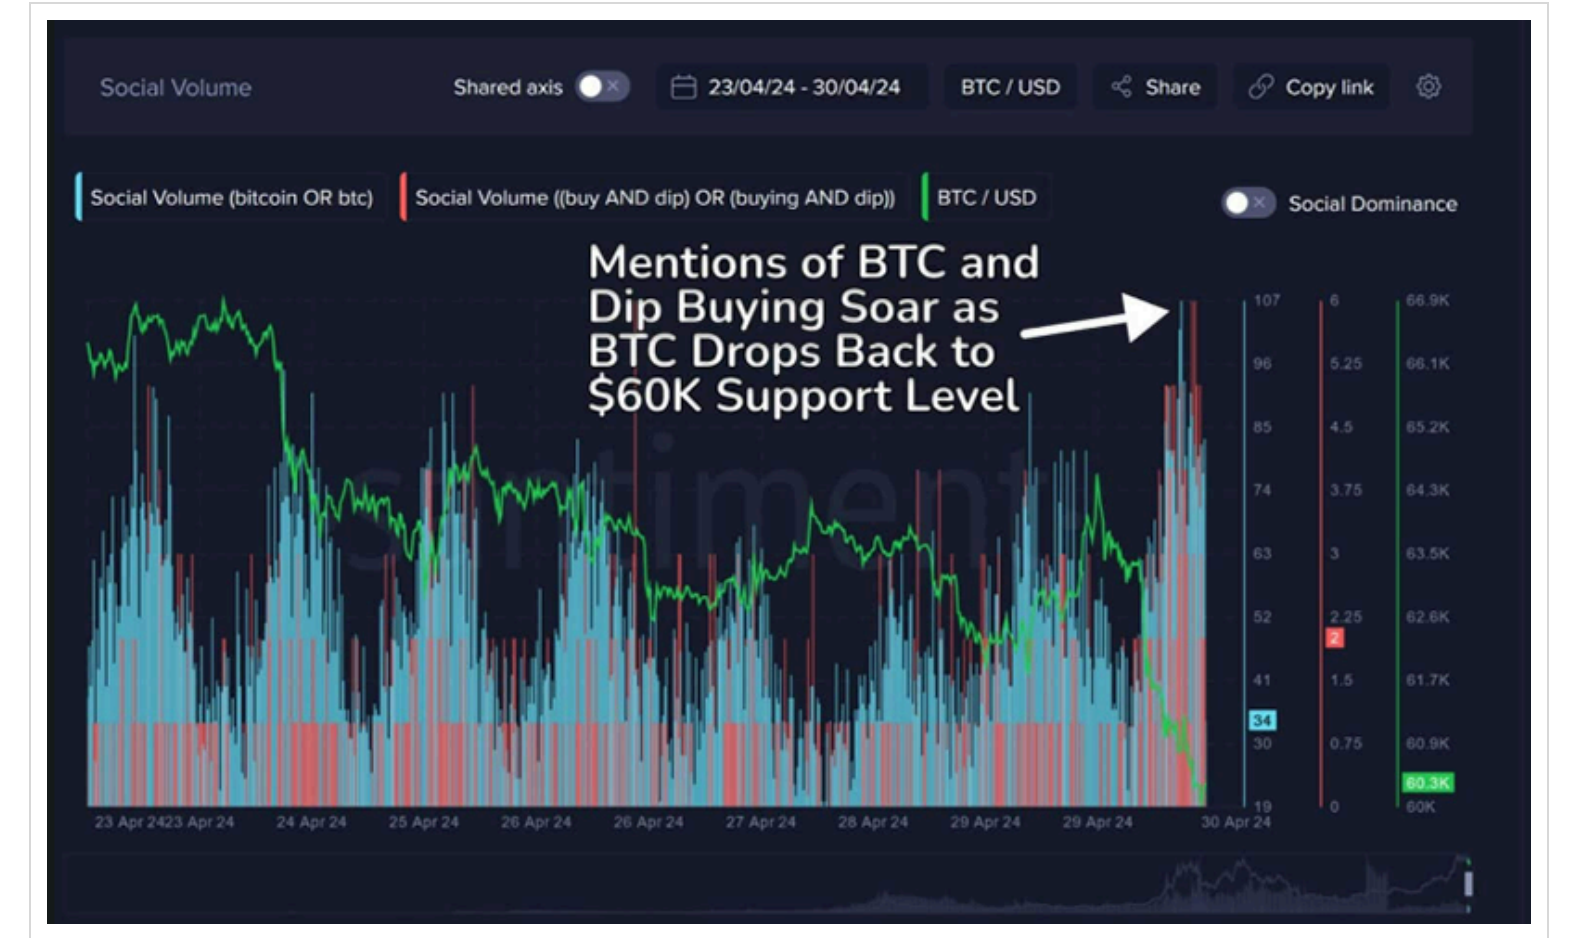 Social Volume
Shared axis
23/04/24 - 30/04/24
BTC / USD
Share
Copy link
Social Volume (bitcoin OR btc)
Social Volume ((buy AND dip) OR (buying AND dip))
BTC / USD
Social Dominance
Mentions of BTC and
Dip Buying Soar as
BTC Drops Back to
$60K Support Level
santiment
107 6 66.9K
96 5.25 66.1K
85 4.5 65.2K
74 3.75 64.3K
63 3 63.5K
52 2.25 62.6K
2
41 1.5 61.7K
34
30 0.75 60.9K
60.3K
19 0 60K
23 Apr 24 23 Apr 24 24 Apr 24 25 Apr 24 26 Apr 24 26 Apr 24 27 Apr 24 28 Apr 24 29 Apr 24 29 Apr 24 30 Apr 24